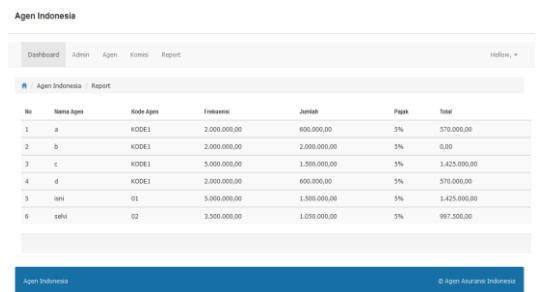 Agen Indonesia
Dashboard Admin Agen Komisi Report Hellow,
/ Agen Indonesia / Report
No Nama Agen Kode Agen Frekuensi Jumlah Pajak Total
1 a KODE1 2.000.000,00 600.000,00 5% 570.000,00
2 b KODE1 2.000.000,00 2.000.000,00 5% 0,00
3 c KODE1 5.000.000,00 1.500.000,00 5% 1.425.000,00
4 d KODE1 2.000.000,00 600.000,00 5% 570.000,00
5 isni 01 5.000.000,00 1.500.000,00 5% 1.425.000,00
6 selvi 02 3.500.000,00 1.050.000,00 5% 997.500,00
Agen Indonesia © Agen Asuransi Indonesia